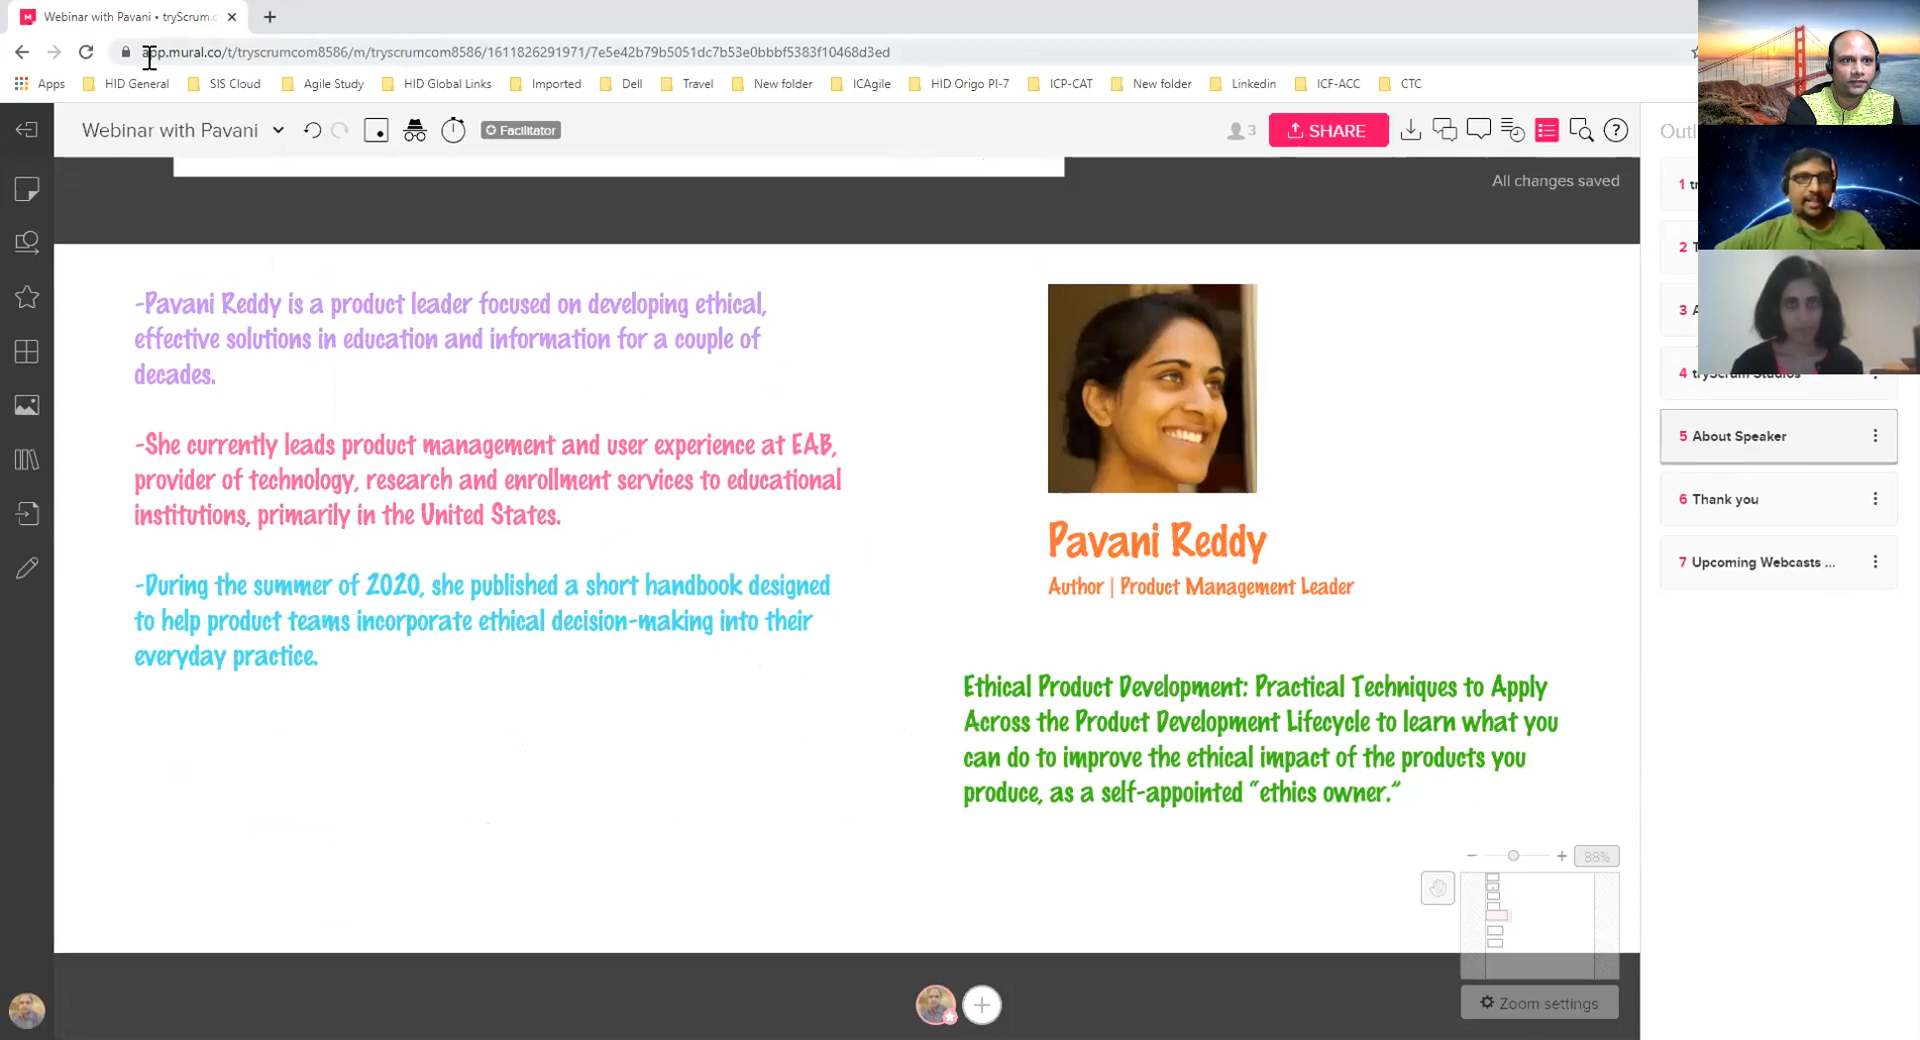 Webinar with Pavani • tryScrum.c
app.mural.co/t/tryscrumcom8586/m/tryscrumcom8586/1611826291971/7e5e42b79b5051dc7b53e0bbbf5383f10468d3ed
Apps HID General SIS Cloud Agile Study HID Global Links Imported Dell Travel New folder ICAgile HID Origo PI-7 ICP-CAT New folder Linkedin ICF-ACC CTC
Webinar with Pavani Facilitator 3 SHARE ?
All changes saved
-Pavani Reddy is a product leader focused on developing ethical,
effective solutions in education and information for a couple of
decades.
-She currently leads product management and user experience at EAB,
provider of technology, research and enrollment services to educational
institutions, primarily in the United States.
-During the summer of 2020, she published a short handbook designed
to help product teams incorporate ethical decision-making into their
everyday practice.
Pavani Reddy
Author | Product Management Leader
Ethical Product Development: Practical Techniques to Apply
Across the Product Development Lifecycle to learn what you
can do to improve the ethical impact of the products you
produce, as a self-appointed “ethics owner.”
88%
Zoom settings
1
2
3
4 tryScrum Studios
5 About Speaker
6 Thank you
7 Upcoming Webcasts ...